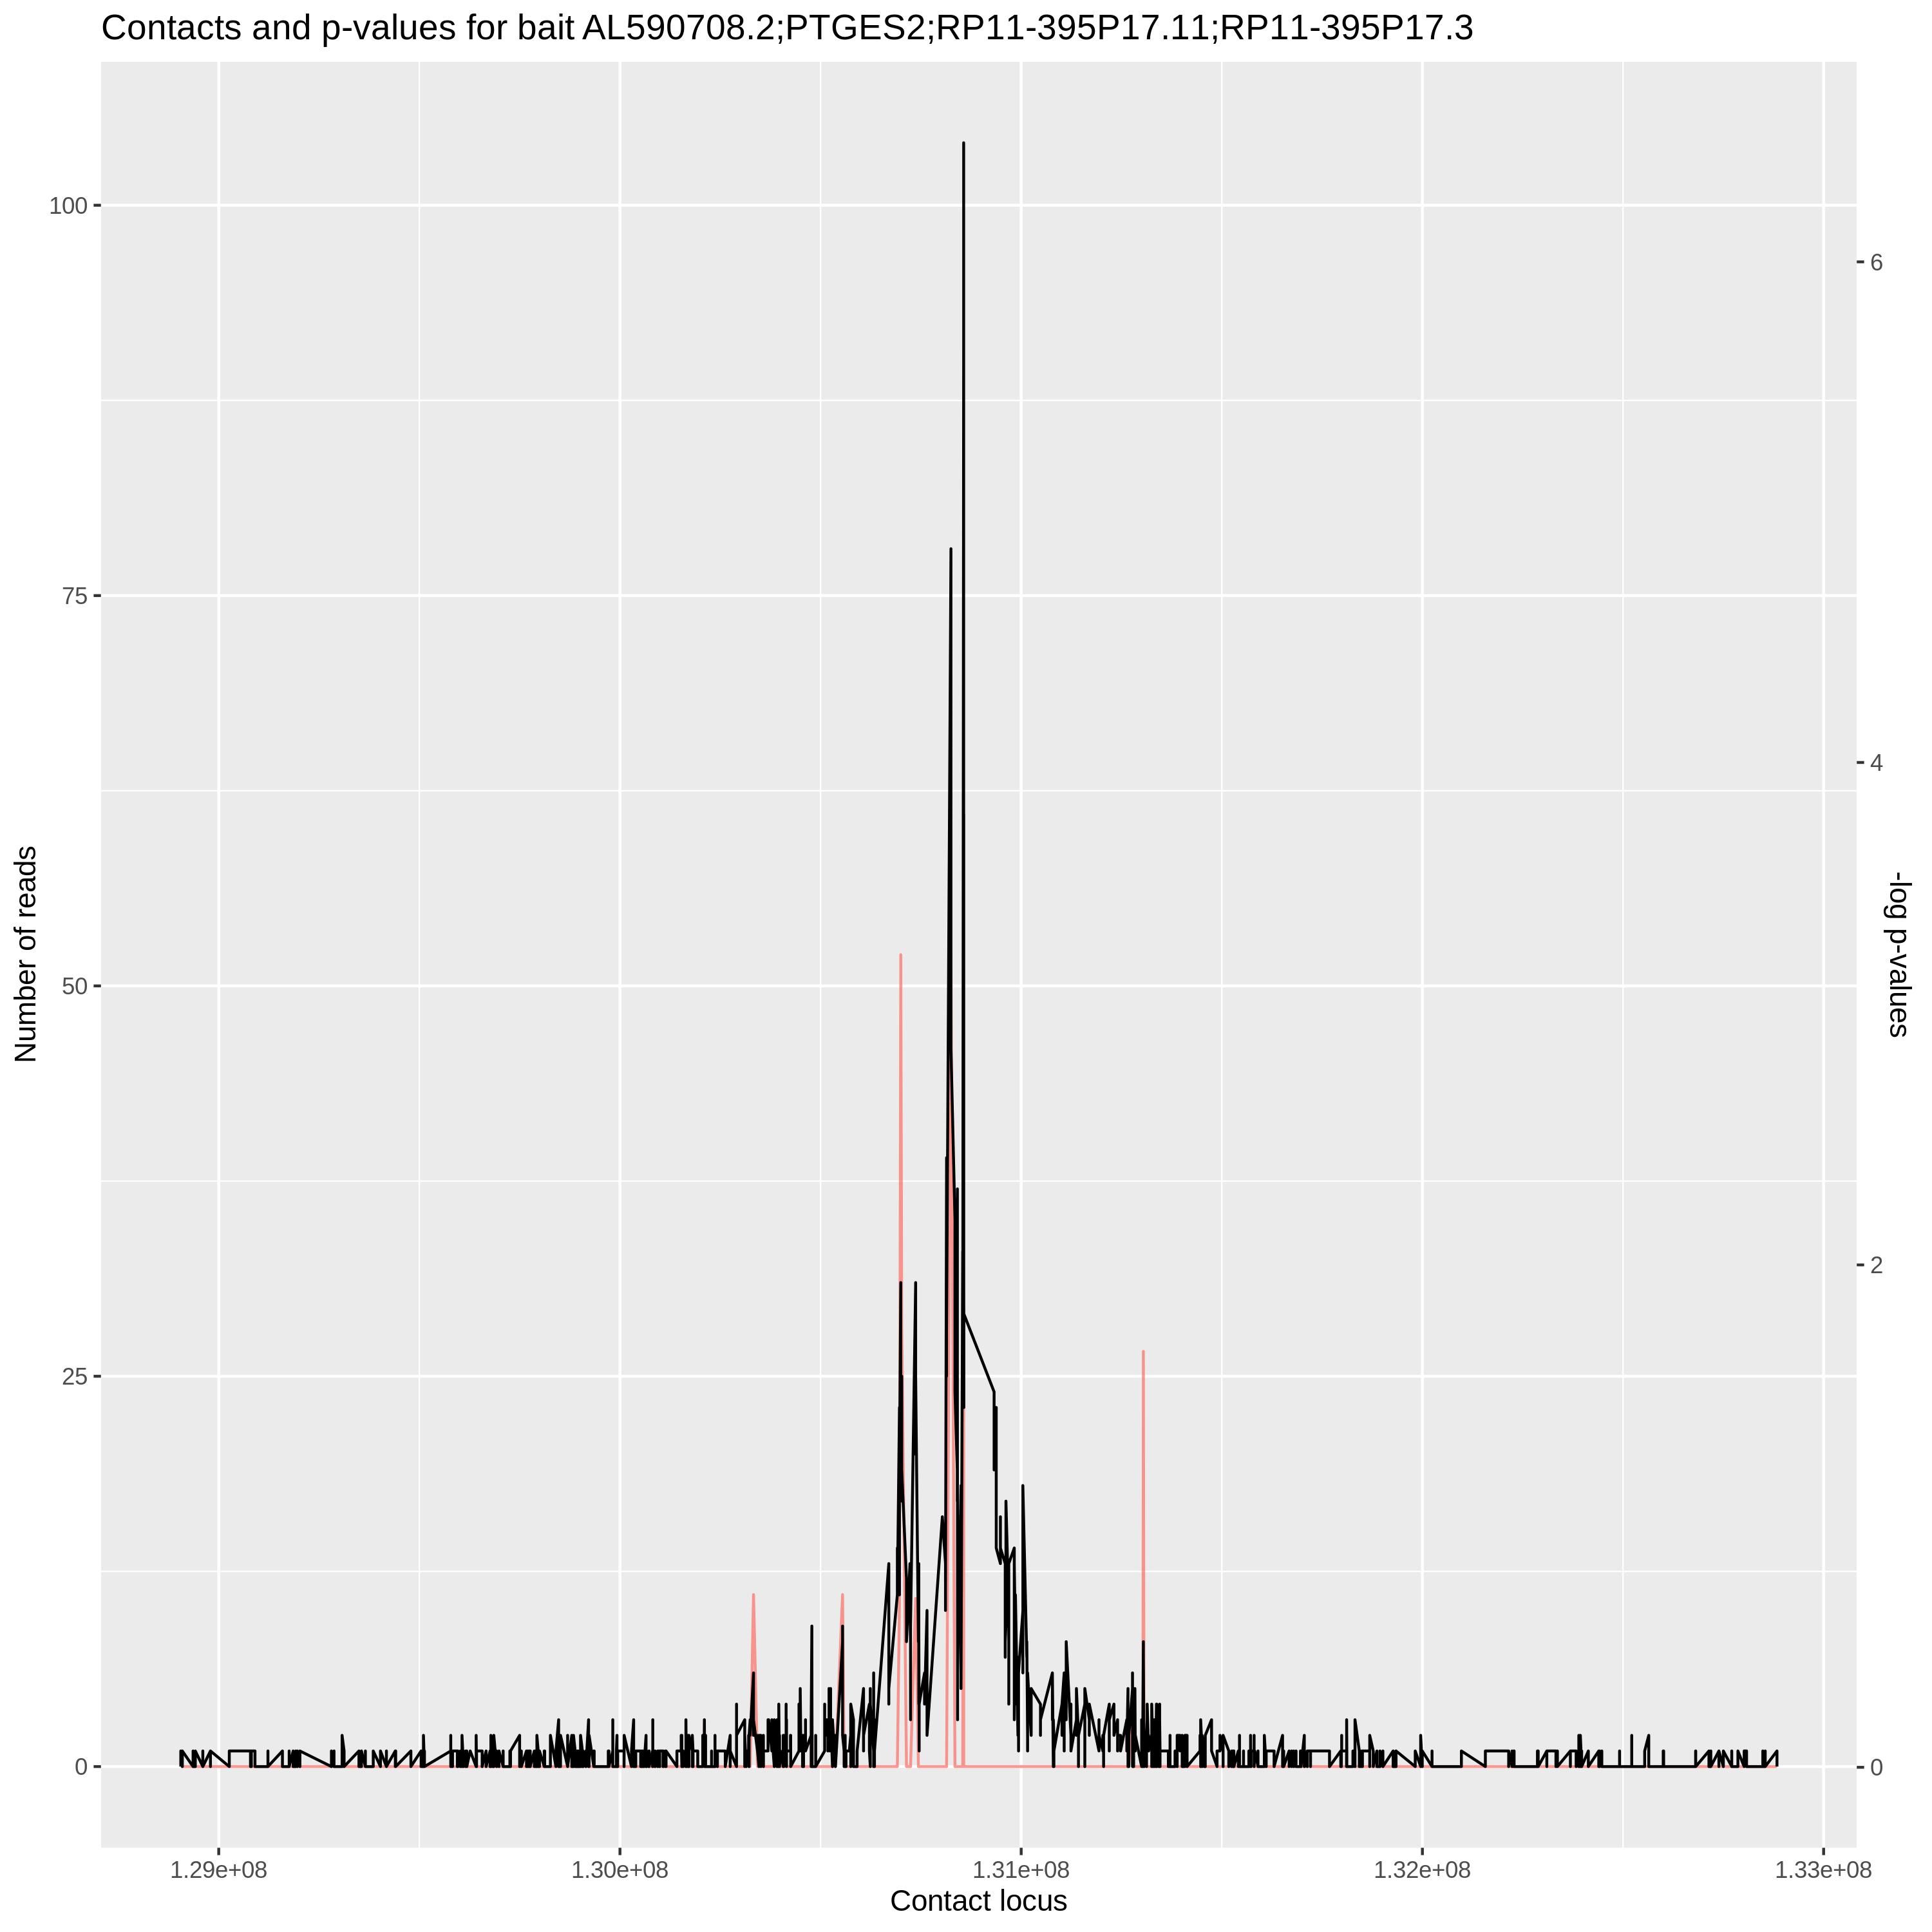 Contacts and p-values for bait AL590708.2;PTGES2;RP11-395P17.11;RP11-395P17.3
100
75
50
25
0
Number of reads
6
4
2
0
-log p-values
1.29e+08
1.30e+08
1.31e+08
1.32e+08
1.33e+08
Contact locus